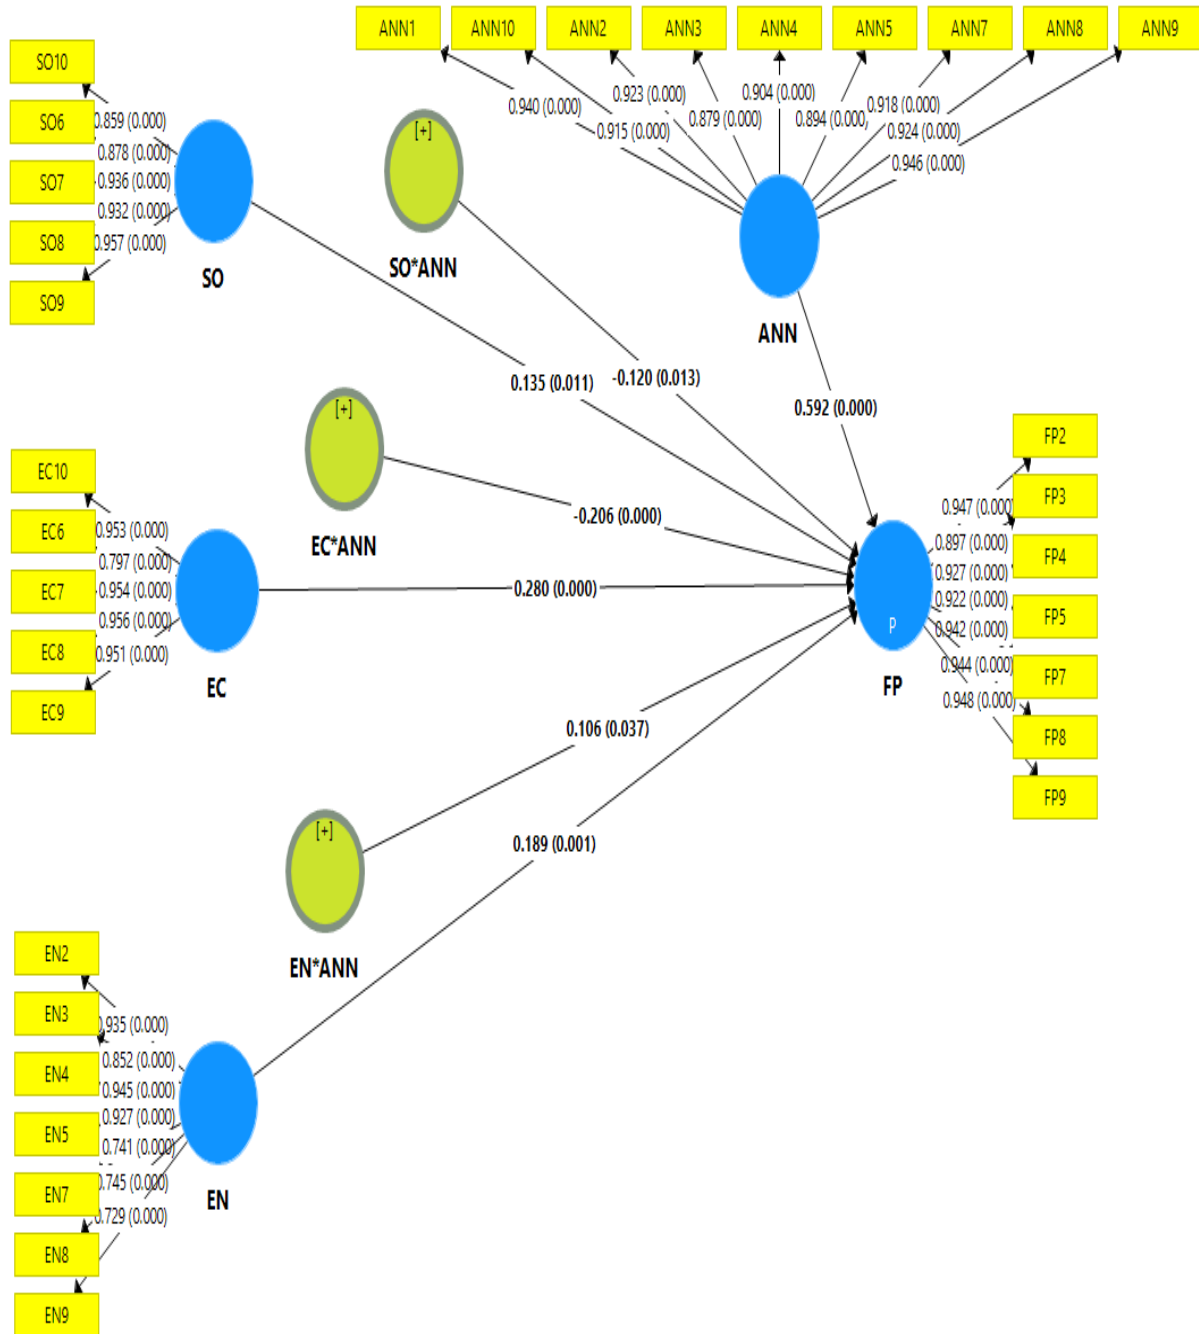 ANN1 ANN10 ANN2 ANN3 ANN4 ANN5 ANN7 ANN8 ANN9
0.940 (0.000)
0.915 (0.000)
0.923 (0.000)
0.879 (0.000)
0.904 (0.000)
0.894 (0.000)
0.918 (0.000)
0.924 (0.000)
0.946 (0.000)
ANN
SO10
SO6
SO7
SO8
SO9
0.859 (0.000)
0.878 (0.000)
0.936 (0.000)
0.932 (0.000)
0.957 (0.000)
SO
[+]
SO*ANN
0.135 (0.011)
-0.120 (0.013)
0.592 (0.000)
[+]
EC*ANN
-0.206 (0.000)
EC10
EC6
EC7
EC8
EC9
0.953 (0.000)
0.797 (0.000)
0.954 (0.000)
0.956 (0.000)
0.951 (0.000)
EC
0.280 (0.000)
P
FP
FP2
FP3
FP4
FP5
FP7
FP8
FP9
0.947 (0.000)
0.897 (0.000)
0.927 (0.000)
0.922 (0.000)
0.942 (0.000)
0.944 (0.000)
0.948 (0.000)
0.106 (0.037)
0.189 (0.001)
[+]
EN*ANN
EN2
EN3
EN4
EN5
EN7
EN8
EN9
0.935 (0.000)
0.852 (0.000)
0.945 (0.000)
0.927 (0.000)
0.741 (0.000)
0.745 (0.000)
0.729 (0.000)
EN